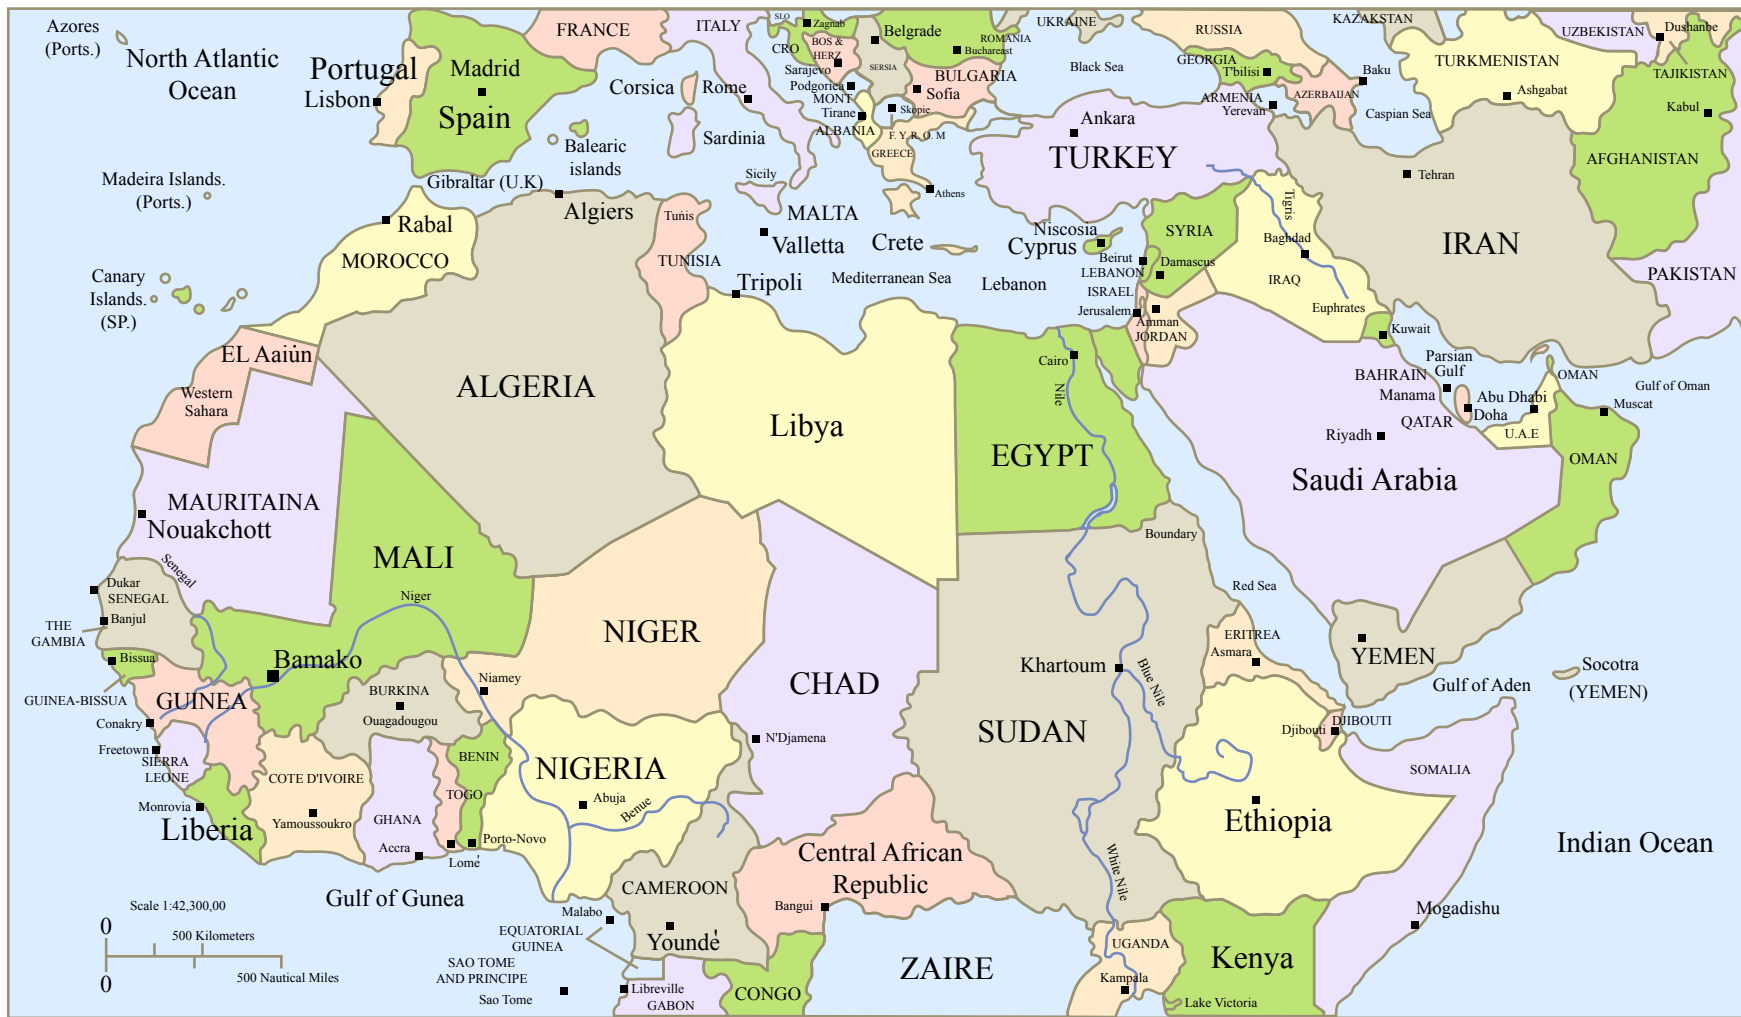 Azores
(Ports.)
North Atlantic
Ocean
Portugal
Lisbon
Madrid
Spain
FRANCE
ITALY
SLO
Zagnab
CRO
BOS &
HERZ
Sarajevo
Podgorica
MONT
Tirane
ALBANIA
Belgrade
SERSIA
ROMANIA
Buchareast
BULGARIA
Sofia
Skopie
F. Y. R. O. M
GREECE
Athens
UKRAINE
Black Sea
RUSSIA
GEORGIA
T'bilisi
ARMENIA
Yerevan
AZERBAIJAN
Baku
Caspian Sea
KAZAKSTAN
UZBEKISTAN
Dushanbe
TURKMENISTAN
Ashgabat
TAJIKISTAN
Kabul
AFGHANISTAN
PAKISTAN
Corsica
Rome
Sardinia
Balearic
islands
Sicily
Madeira Islands.
(Ports.)
Gibraltar (U.K)
Algiers
Rabal
MOROCCO
Tunis
TUNISIA
MALTA
Valletta
Tripoli
Crete
Mediterranean Sea
Lebanon
Niscosia
Cyprus
Ankara
TURKEY
Tehran
IRAN
SYRIA
Damascus
Beirut
LEBANON
ISRAEL
Jerusalem
Amman
JORDAN
Tigris
Baghdad
IRAQ
Euphrates
Kuwait
Canary
Islands.
(SP.)
EL Aaiún
Western
Sahara
ALGERIA
Libya
Cairo
Nile
EGYPT
Parsian
Gulf
BAHRAIN
Manama
QATAR
Doha
Abu Dhabi
U.A.E
OMAN
Gulf of Oman
Muscat
OMAN
Riyadh
Saudi Arabia
MAURITAINA
Nouakchott
Senegal
MALI
Niger
Bamako
NIGER
CHAD
Boundary
Red Sea
Dukar
SENEGAL
Banjul
THE
GAMBIA
Bissua
GUINEA-BISSUA
GUINEA
Conakry
Freetown
SIERRA
LEONE
Monrovia
Liberia
BURKINA
Ouagadougou
Niamey
BENIN
COTE D'IVOIRE
Yamoussoukro
GHANA
Accra
TOGO
Lomé
Porto-Novo
NIGERIA
Abuja
Benue
N'Djamena
Khartoum
Blue Nile
SUDAN
White Nile
ERITREA
Asmara
YEMEN
Gulf of Aden
Socotra
(YEMEN)
Djibouti
DJIBOUTI
SOMALIA
Ethiopia
Indian Ocean
Gulf of Gunea
Central African
Republic
Bangui
CAMEROON
Youndé
Malabo
EQUATORIAL
GUINEA
SAO TOME
AND PRINCIPE
Sao Tome
Libreville
GABON
CONGO
ZAIRE
UGANDA
Kampala
Kenya
Lake Victoria
Mogadishu
Scale 1:42,300,00
0
500 Kilometers
0
500 Nautical Miles